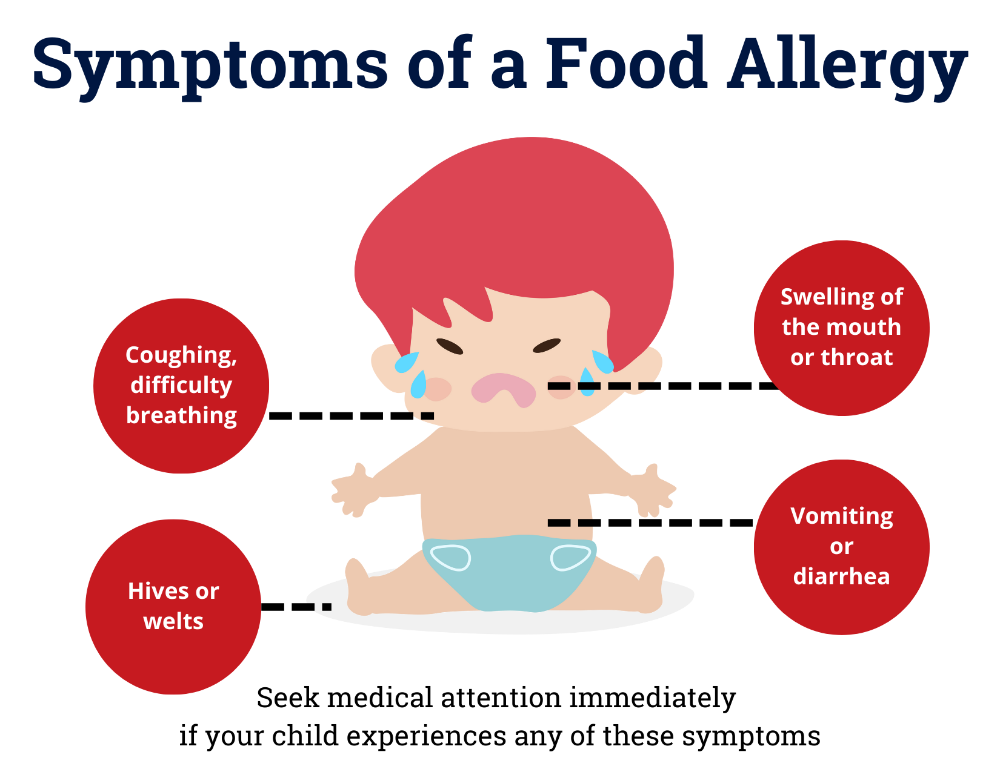 Symptoms of a Food Allergy
Coughing,
difficulty
breathing
Swelling of
the mouth
or throat
Hives or
welts
Vomiting
or
diarrhea
Seek medical attention immediately
if your child experiences any of these symptoms